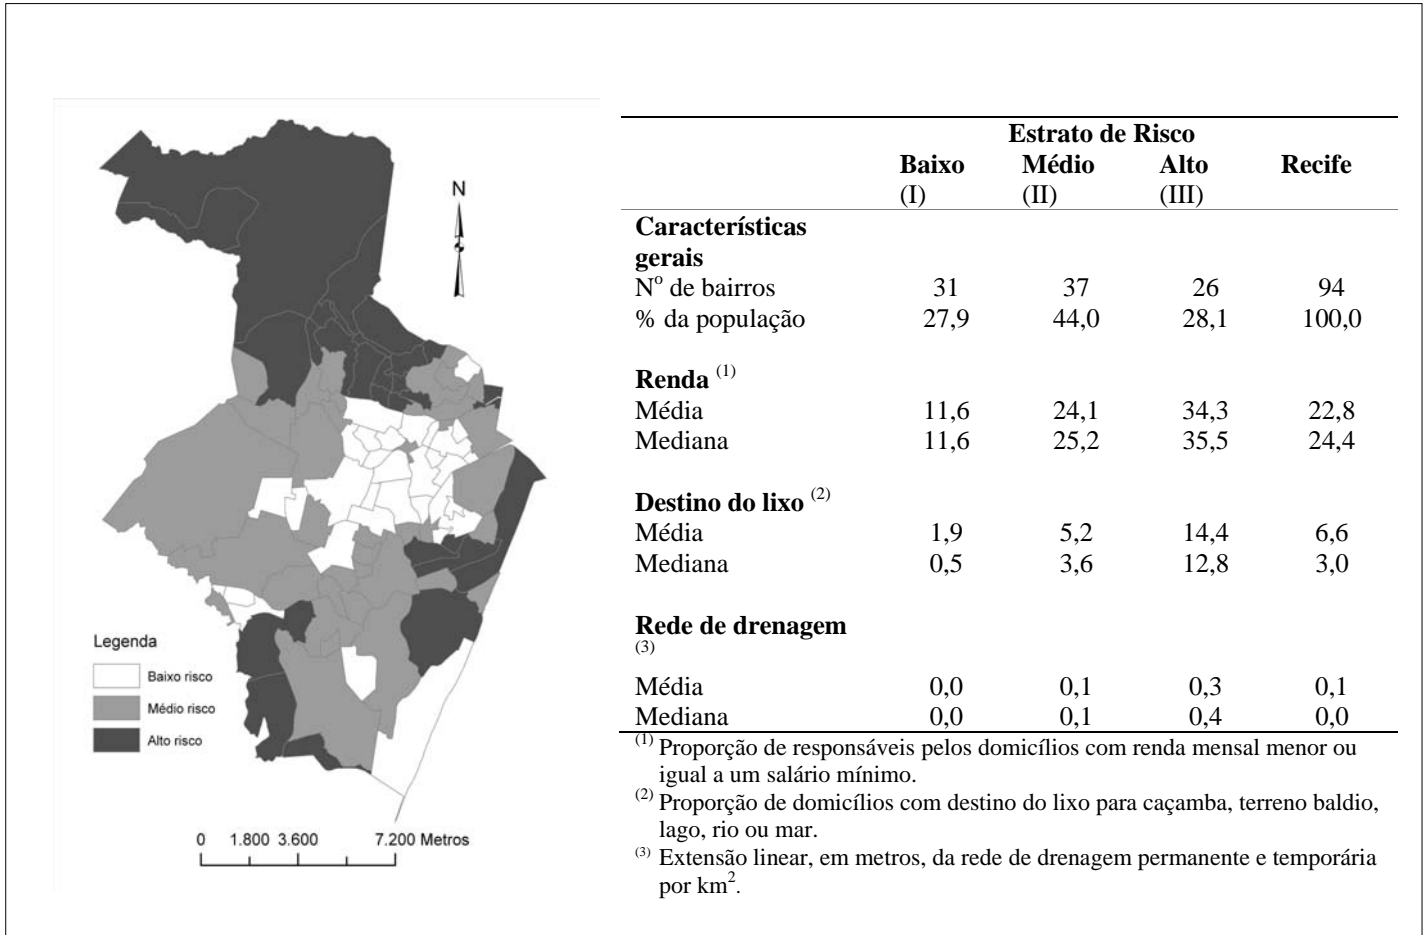 N
Legenda
Baixo risco
Médio risco
Alto risco
0 1.800 3.600 7.200 Metros
Estrato de Risco
Baixo Médio Alto Recife
(I) (II) (III)
Características
gerais
Nº de bairros 31 37 26 94
% da população 27,9 44,0 28,1 100,0
Renda (1)
Média 11,6 24,1 34,3 22,8
Mediana 11,6 25,2 35,5 24,4
Destino do lixo (2)
Média 1,9 5,2 14,4 6,6
Mediana 0,5 3,6 12,8 3,0
Rede de drenagem
(3)
Média 0,0 0,1 0,3 0,1
Mediana 0,0 0,1 0,4 0,0
(1) Proporção de responsáveis pelos domicílios com renda mensal menor ou
igual a um salário mínimo.
(2) Proporção de domicílios com destino do lixo para caçamba, terreno baldio,
lago, rio ou mar.
(3) Extensão linear, em metros, da rede de drenagem permanente e temporária
por km².